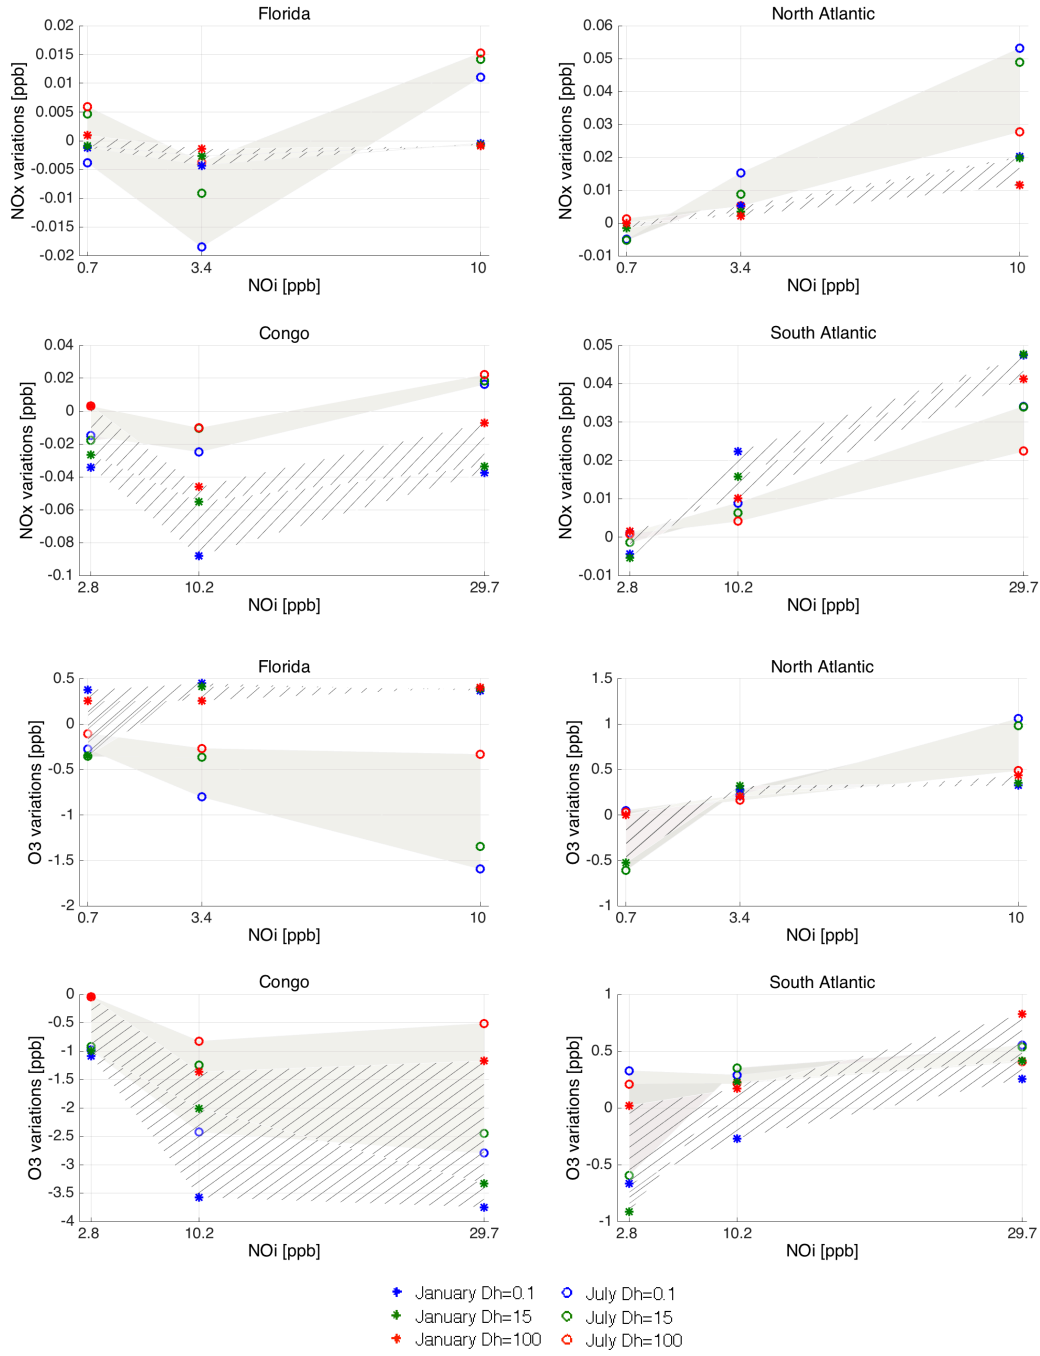 Florida
North Atlantic
NOx variations [ppb]
0.02
0.015
0.01
0.005
0
-0.005
-0.01
-0.015
-0.02
0.7 3.4 10
NOi [ppb]
NOx variations [ppb]
0.06
0.05
0.04
0.03
0.02
0.01
0
-0.01
0.7 3.4 10
NOi [ppb]
Congo
South Atlantic
NOx variations [ppb]
0.04
0.02
0
-0.02
-0.04
-0.06
-0.08
-0.1
2.8 10.2 29.7
NOi [ppb]
NOx variations [ppb]
0.05
0.04
0.03
0.02
0.01
0
-0.01
2.8 10.2 29.7
NOi [ppb]
Florida
North Atlantic
O3 variations [ppb]
0.5
0
-0.5
-1
-1.5
-2
0.7 3.4 10
NOi [ppb]
O3 variations [ppb]
1.5
1
0.5
0
-0.5
-1
0.7 3.4 10
NOi [ppb]
Congo
South Atlantic
O3 variations [ppb]
0
-0.5
-1
-1.5
-2
-2.5
-3
-3.5
-4
2.8 10.2 29.7
NOi [ppb]
O3 variations [ppb]
1
0.5
0
-0.5
-1
2.8 10.2 29.7
NOi [ppb]
January Dh=0.1 July Dh=0.1
January Dh=15 July Dh=15
January Dh=100 July Dh=100